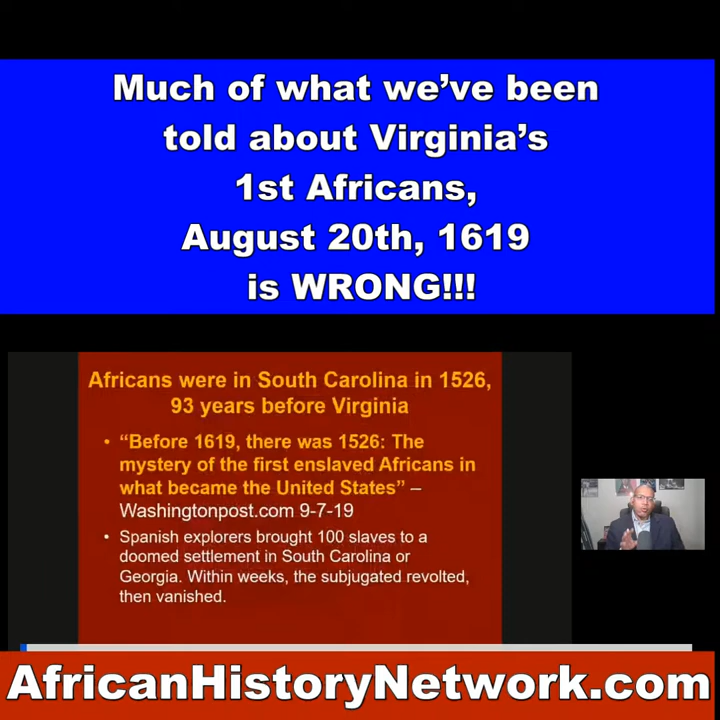 Much of what we’ve been
told about Virginia’s
1st Africans,
August 20th, 1619
is WRONG!!!
Africans were in South Carolina in 1526,
93 years before Virginia
• “Before 1619, there was 1526: The
mystery of the first enslaved Africans in
what became the United States” –
Washingtonpost.com 9-7-19
• Spanish explorers brought 100 slaves to a
doomed settlement in South Carolina or
Georgia. Within weeks, the subjugated revolted,
then vanished.
AfricanHistoryNetwork.com